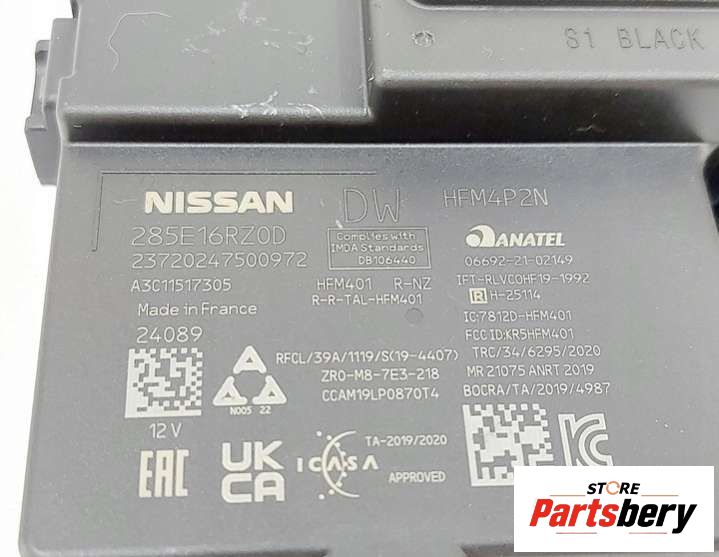 S1 BLACK
NISSAN
DW
HFM4P2N
285E16RZ0D
23720247500972
Complies with
IMDA Standards
DB106440
ANATEL
06692-21-02149
A3C11517305
HFM401 R-NZ
R-R-TAL-HFM401
IFT-RLVCOHF19-1992
R H-25114
Made in France
24089
IC:7812D-HFM401
FCC ID:KR5HFM401
RFCL/39A/1119/S(19-4407)
ZR0-M8-7E3-218
CCAM19LP0870T4
TRC/34/6295/2020
MR 21075 ANRT 2019
BOCRA/TA/2019/4987
N005 22
12 V
EAC
UK
CA
ICASA
TA-2019/2020
APPROVED
STORE
Partsbery